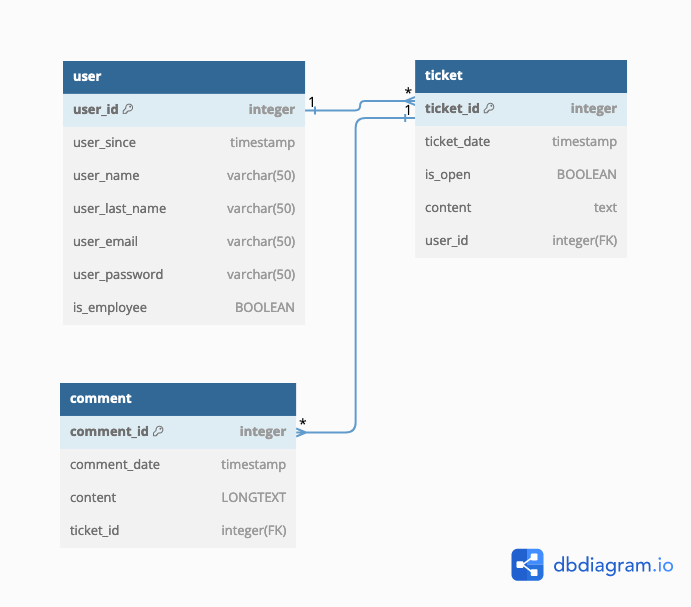 user
user_id integer
user_since timestamp
user_name varchar(50)
user_last_name varchar(50)
user_email varchar(50)
user_password varchar(50)
is_employee BOOLEAN
1
*
1
ticket
ticket_id integer
ticket_date timestamp
is_open BOOLEAN
content text
user_id integer(FK)
comment
comment_id integer
comment_date timestamp
content LONGTEXT
ticket_id integer(FK)
*
dbdiagram.io